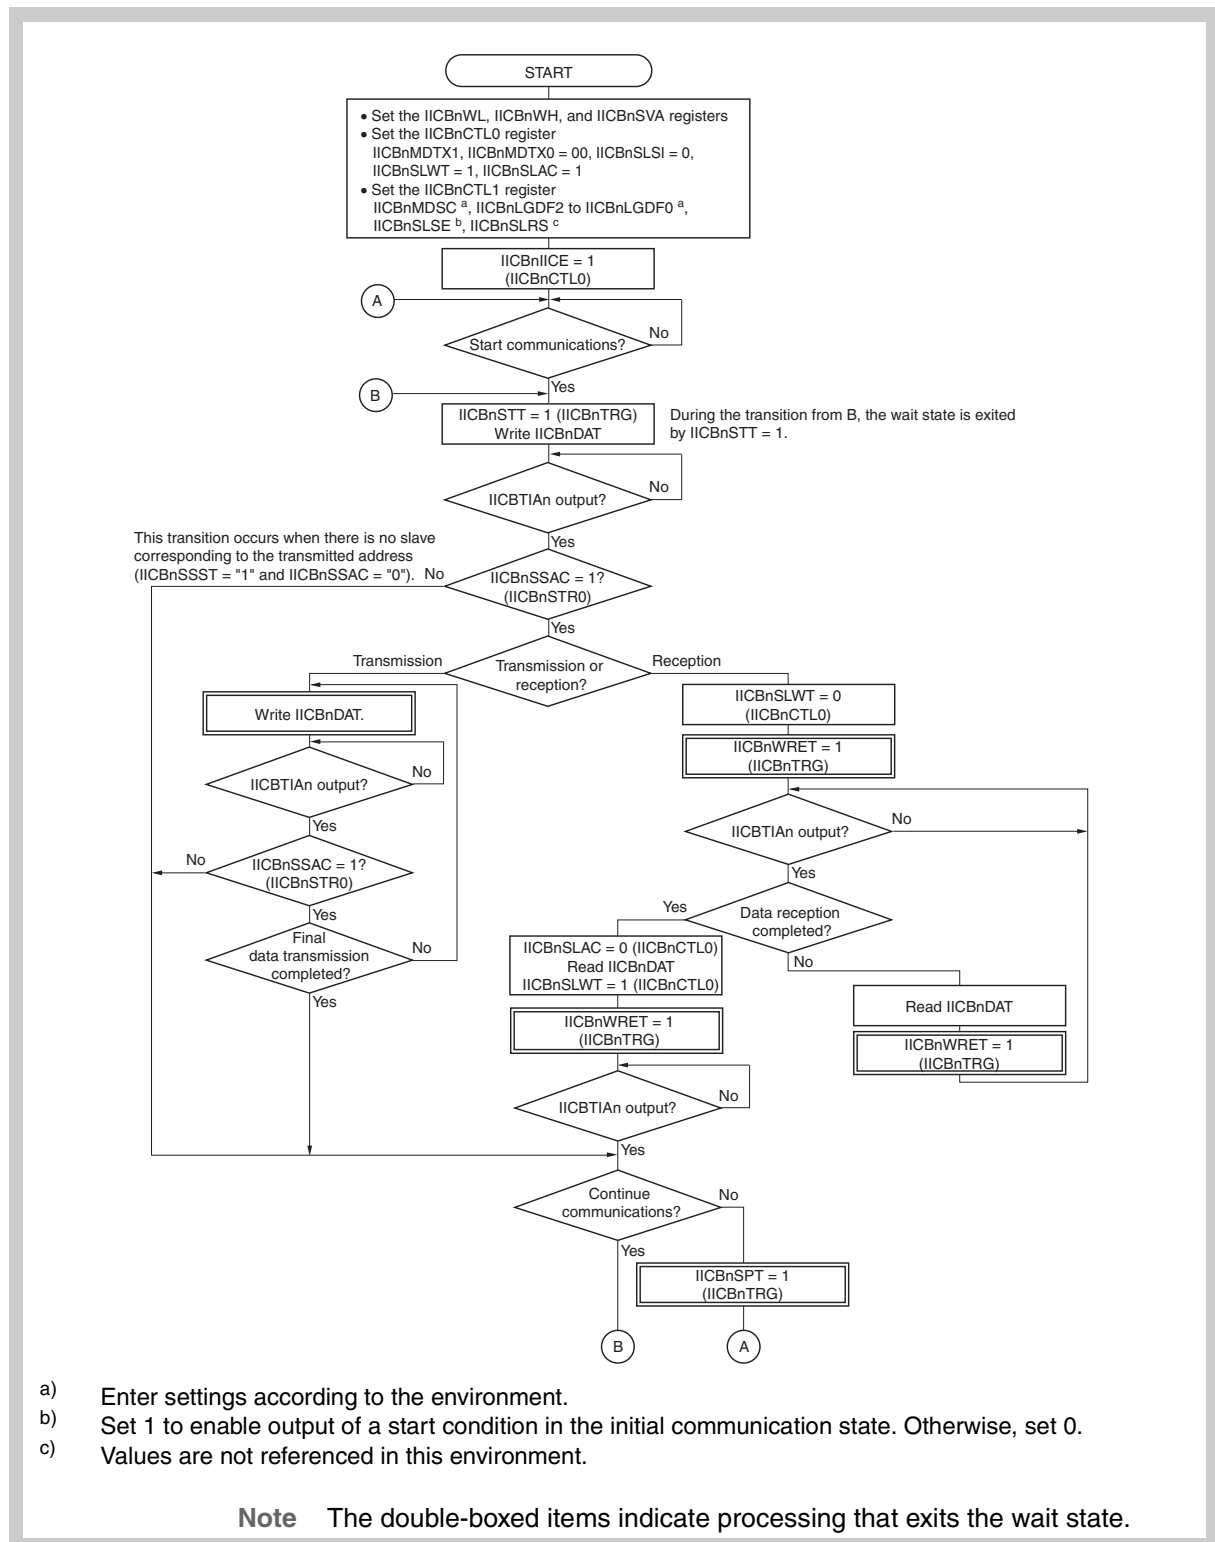 START
• Set the IICBnWL, IICBnWH, and IICBnSVA registers
• Set the IICBnCTL0 register
IICBnMDTX1, IICBnMDTX0 = 00, IICBnSLSI = 0,
IICBnSLWT = 1, IICBnSLAC = 1
• Set the IICBnCTL1 register
IICBnMDSC a, IICBnLGDF2 to IICBnLGDF0 a,
IICBnSLSE b, IICBnSLRS c
IICBnIICE = 1
(IICBnCTL0)
A
Start communications?
No
Yes
B
IICBnSTT = 1 (IICBnTRG)
Write IICBnDAT
During the transition from B, the wait state is exited
by IICBnSTT = 1.
IICBTIAn output?
No
Yes
This transition occurs when there is no slave
corresponding to the transmitted address
(IICBnSSST = "1" and IICBnSSAC = "0").
No
IICBnSSAC = 1?
(IICBnSTR0)
Yes
Transmission
Transmission or
reception?
Reception
Write IICBnDAT.
IICBTIAn output?
No
Yes
No
IICBnSSAC = 1?
(IICBnSTR0)
Yes
Final
data transmission
completed?
No
Yes
IICBnSLWT = 0
(IICBnCTL0)
IICBnWRET = 1
(IICBnTRG)
IICBTIAn output?
No
Yes
Data reception
completed?
Yes
No
IICBnSLAC = 0 (IICBnCTL0)
Read IICBnDAT
IICBnSLWT = 1 (IICBnCTL0)
IICBnWRET = 1
(IICBnTRG)
Read IICBnDAT
IICBnWRET = 1
(IICBnTRG)
IICBTIAn output?
No
Yes
Continue
communications?
No
Yes
IICBnSPT = 1
(IICBnTRG)
B
A
a) Enter settings according to the environment.
b) Set 1 to enable output of a start condition in the initial communication state. Otherwise, set 0.
c) Values are not referenced in this environment.
Note The double-boxed items indicate processing that exits the wait state.